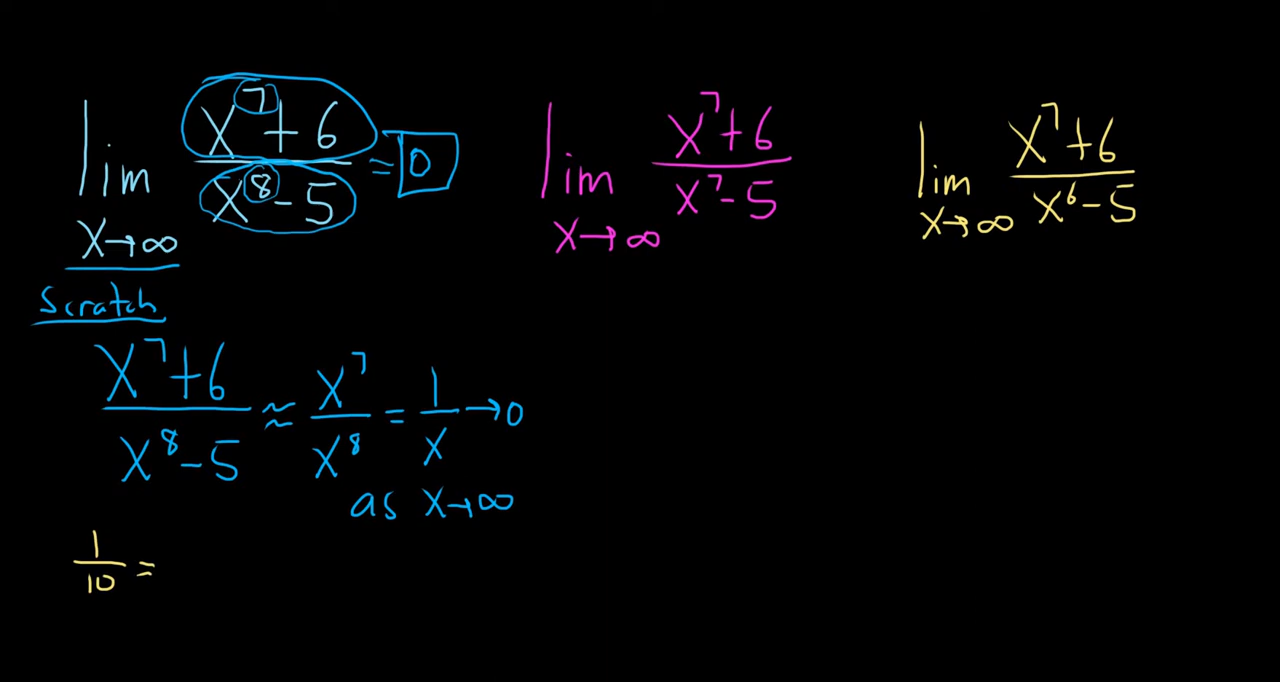 lim x→∞ (x^7 + 6)/(x^8 - 5) = 0
lim x→∞ (x^7 + 6)/(x^7 - 5)
lim x→∞ (x^7 + 6)/(x^6 - 5)
Scratch
(x^7 + 6)/(x^8 - 5) ≈ x^7/x^8 = 1/x → 0
as x→∞
1/10 =